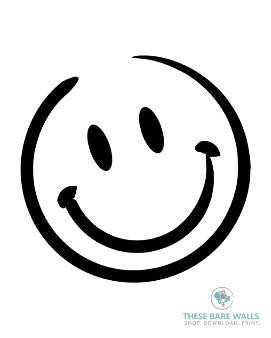 THESE BARE WALLS
SHOP. DOWNLOAD. PRINT.